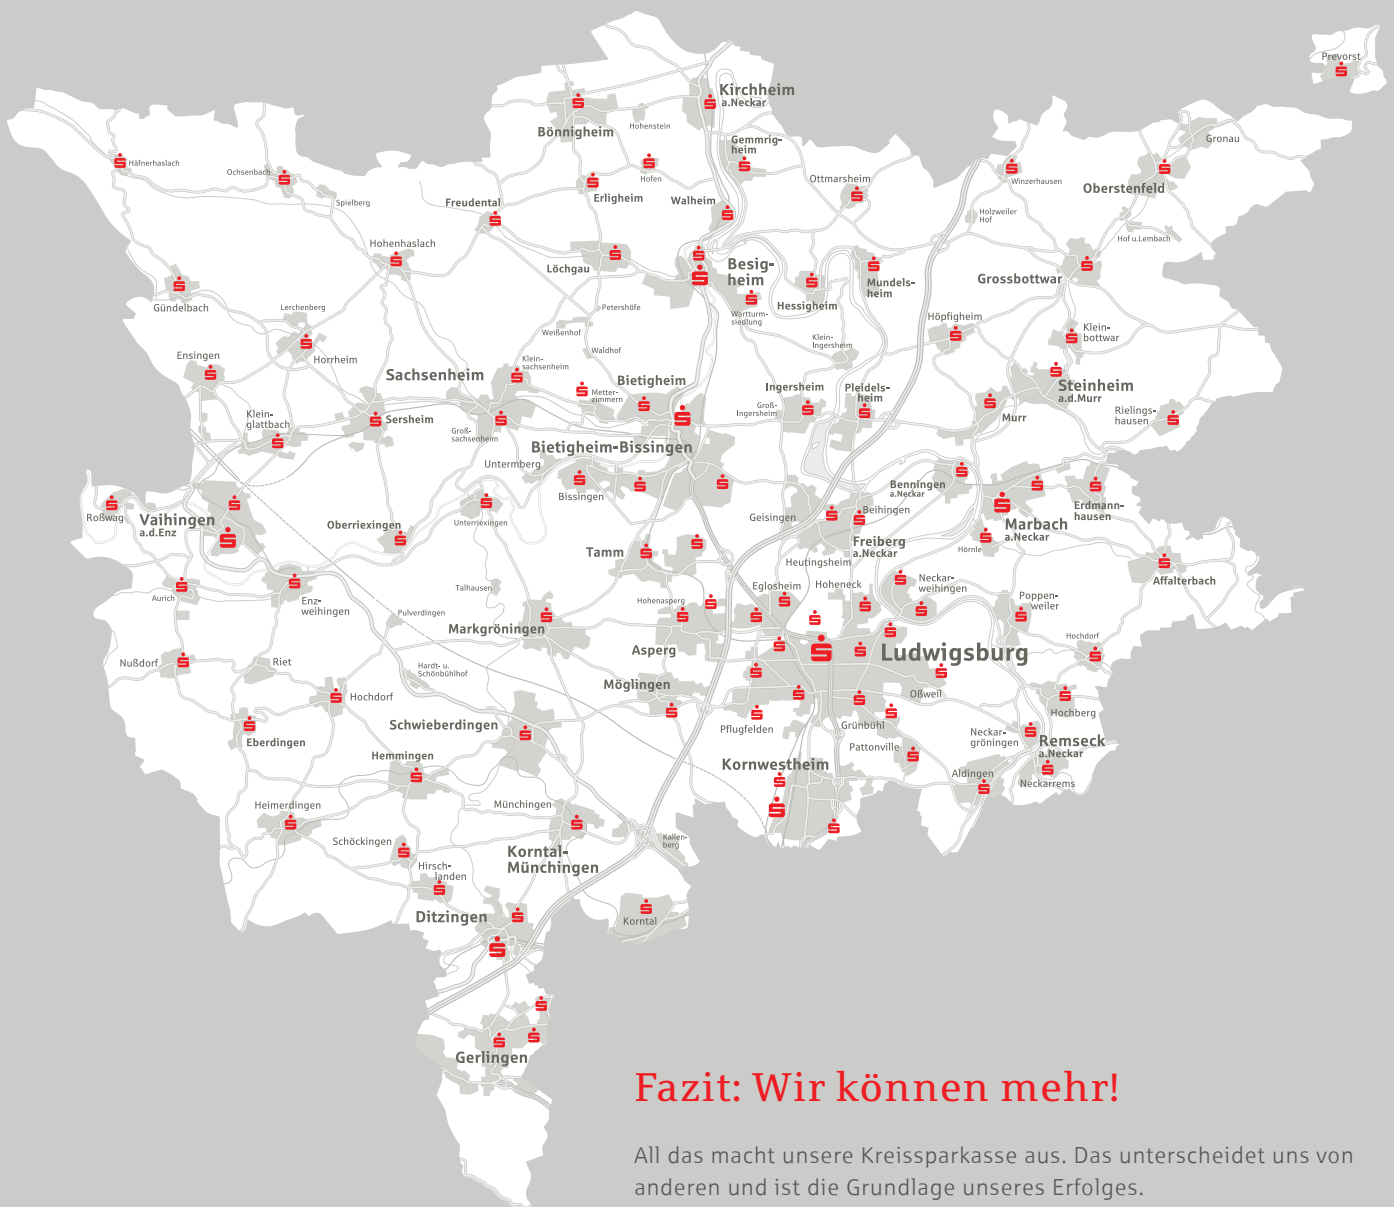 Prevorst
Kirchheim
a.Neckar
Bönnigheim
Hohenstein
Gemmrig-
heim
Gronau
Häfnerhaslach
Ochsenbach
Hofen
Ottmarsheim
Winzerhausen
Oberstenfeld
Spielberg
Freudental
Erligheim
Walheim
Holzweiler
Hof
Hof u.Lembach
Hohenhaslach
Löchgau
Besig-
heim
Mundels-
heim
Grossbottwar
Gündelbach
Lerchenberg
Petershöfe
Wartturm-
siedlung
Hessigheim
Höpfigheim
Klein-
bottwar
Weißenhof
Klein-
Ingersheim
Ensingen
Horrheim
Waldhof
Klein-
sachsenheim
Sachsenheim
Bietigheim
Metter-
zimmern
Ingersheim
Groß-
Ingersheim
Pleidels-
heim
Steinheim
a.d.Murr
Klein-
glattbach
Sersheim
Groß-
sachsenheim
Murr
Rielings-
hausen
Bietigheim-Bissingen
Untermberg
Bissingen
Benningen
a.Neckar
Erdmann-
hausen
Roßwag
Vaihingen
a.d.Enz
Oberriexingen
Unterriexingen
Geisingen
Beihingen
Marbach
a.Neckar
Tamm
Freiberg
a.Neckar
Hörnle
Heutingsheim
Affalterbach
Aurich
Enz-
weihingen
Talhausen
Hohenasperg
Eglosheim
Hoheneck
Neckar-
weihingen
Poppen-
weiler
Pulverdingen
Markgröningen
Asperg
Ludwigsburg
Hochdorf
Nußdorf
Riet
Hardt- u.
Schönbühlhof
Möglingen
Oßweil
Hochdorf
Hochberg
Schwieberdingen
Pflugfelden
Grünbühl
Neckar-
gröningen
Remseck
a.Neckar
Eberdingen
Hemmingen
Pattonville
Kornwestheim
Aldingen
Neckarrems
Heimerdingen
Münchingen
Schöckingen
Korntal-
Münchingen
Kallen-
berg
Hirsch-
landen
Ditzingen
Korntal
Gerlingen
Fazit: Wir können mehr!
All das macht unsere Kreissparkasse aus. Das unterscheidet uns von
anderen und ist die Grundlage unseres Erfolges.